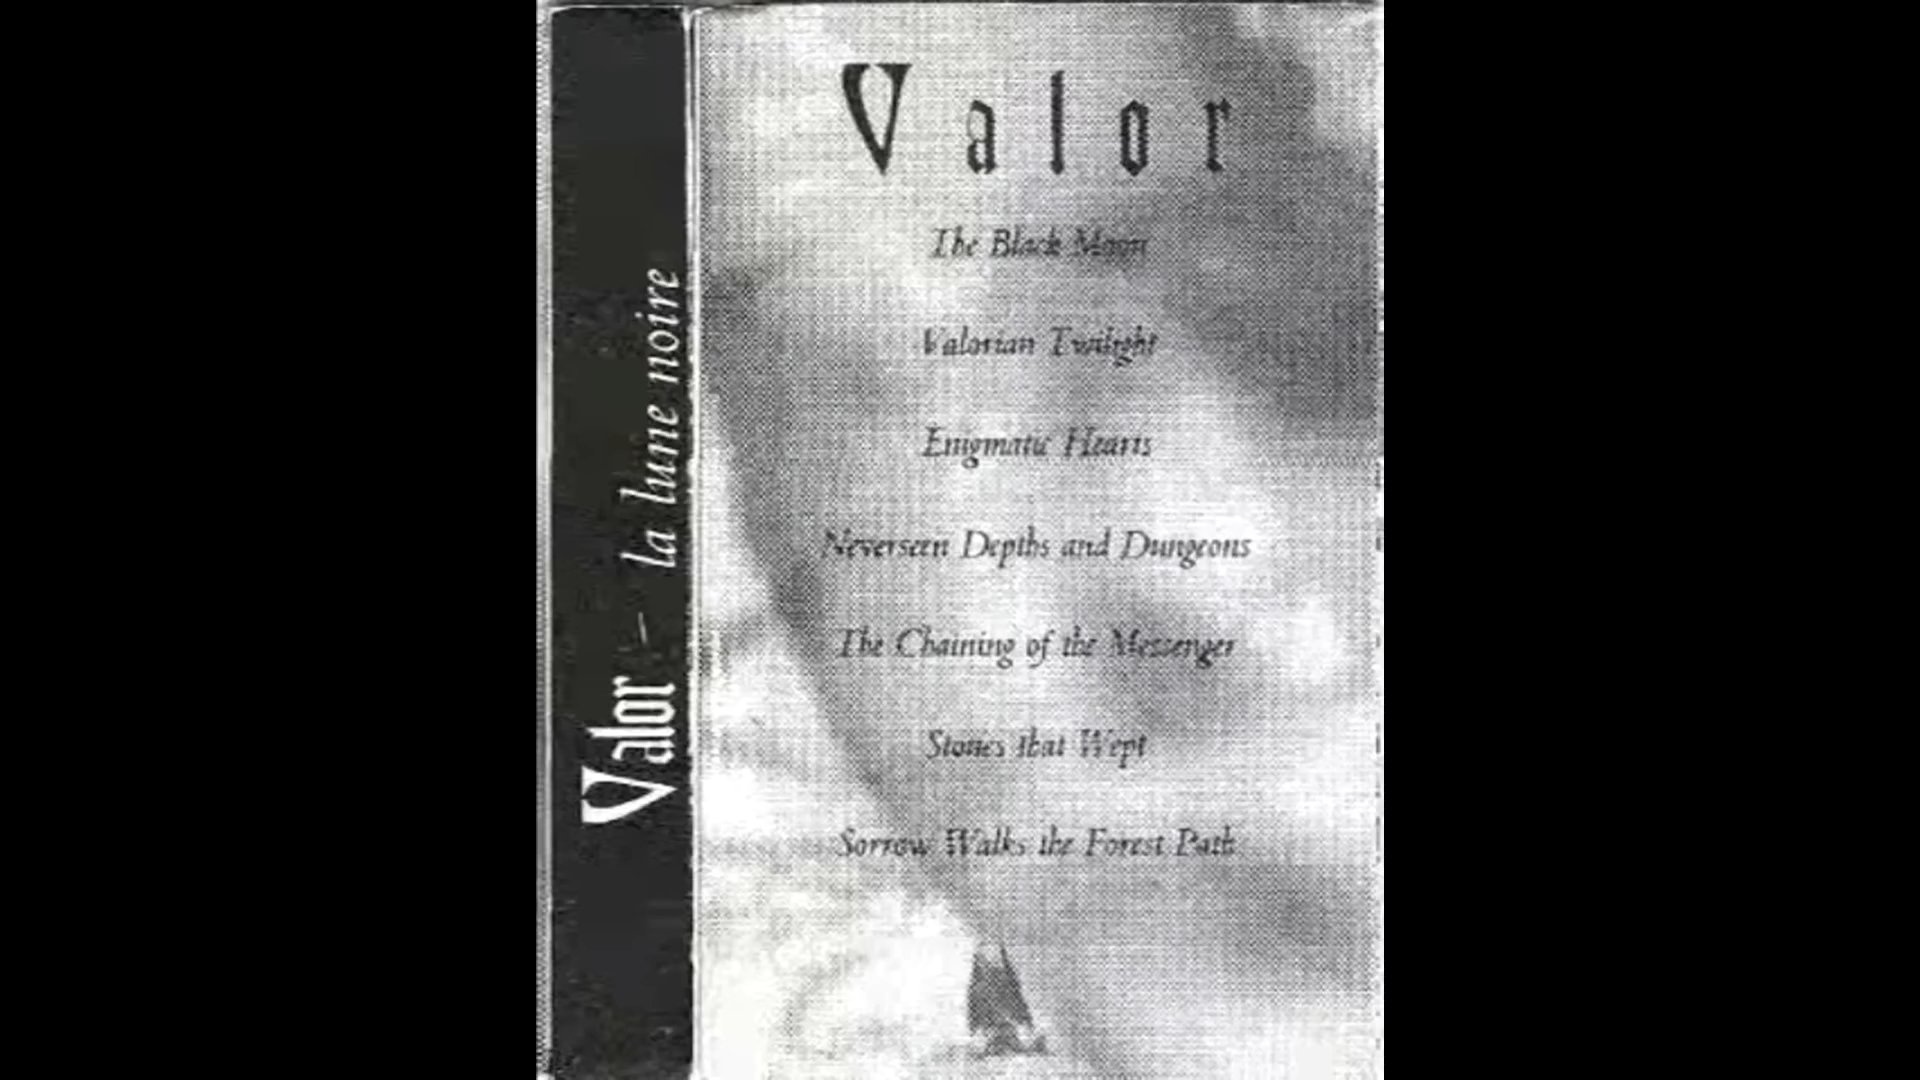 Valor - la lune noire
Valor
The Black Moon
Valorian Twilight
Enigmatic Hearts
Neverseen Depths and Dungeons
The Chaining of the Messenger
Stones that Wept
Sorrow Walks the Forest Path